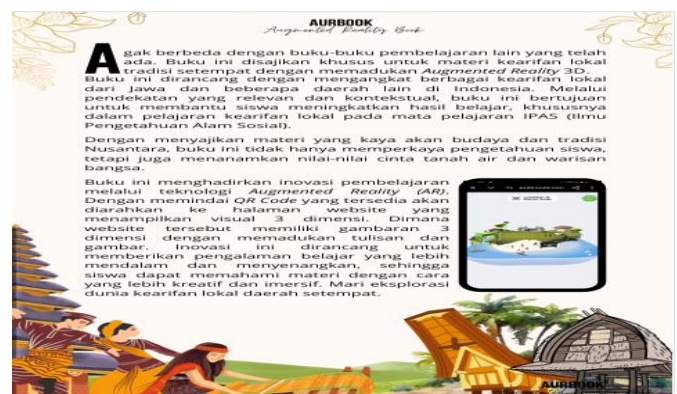 AURBOOK
Augmented Reality Book
Agak berbeda dengan buku-buku pembelajaran lain yang telah
ada. Buku ini disajikan khusus untuk materi kearifan lokal
tradisi setempat dengan memadukan Augmented Reality 3D.
Buku ini dirancang dengan mengangkat berbagai kearifan lokal
dari Jawa dan beberapa daerah lain di Indonesia. Melalui
pendekatan yang relevan dan kontekstual, buku ini bertujuan
untuk membantu siswa meningkatkan hasil belajar, khususnya
dalam pelajaran kearifan lokal pada mata pelajaran IPAS (Ilmu
Pengetahuan Alam Sosial).
Dengan menyajikan materi yang kaya akan budaya dan tradisi
Nusantara, buku ini tidak hanya memperkaya pengetahuan siswa,
tetapi juga menanamkan nilai-nilai cinta tanah air dan warisan
bangsa.
Buku ini menghadirkan inovasi pembelajaran
melalui teknologi Augmented Reality (AR).
Dengan memindai QR Code yang tersedia akan
diarahkan ke halaman website yang
menampilkan visual 3 dimensi. Dimana
website tersebut memiliki gambaran 3
dimensi dengan memadukan tulisan dan
gambar. Inovasi ini dirancang untuk
memberikan pengalaman belajar yang lebih
mendalam dan menyenangkan, sehingga
siswa dapat memahami materi dengan cara
yang lebih kreatif dan imersif. Mari eksplorasi
dunia kearifan lokal daerah setempat.
AURBOOK